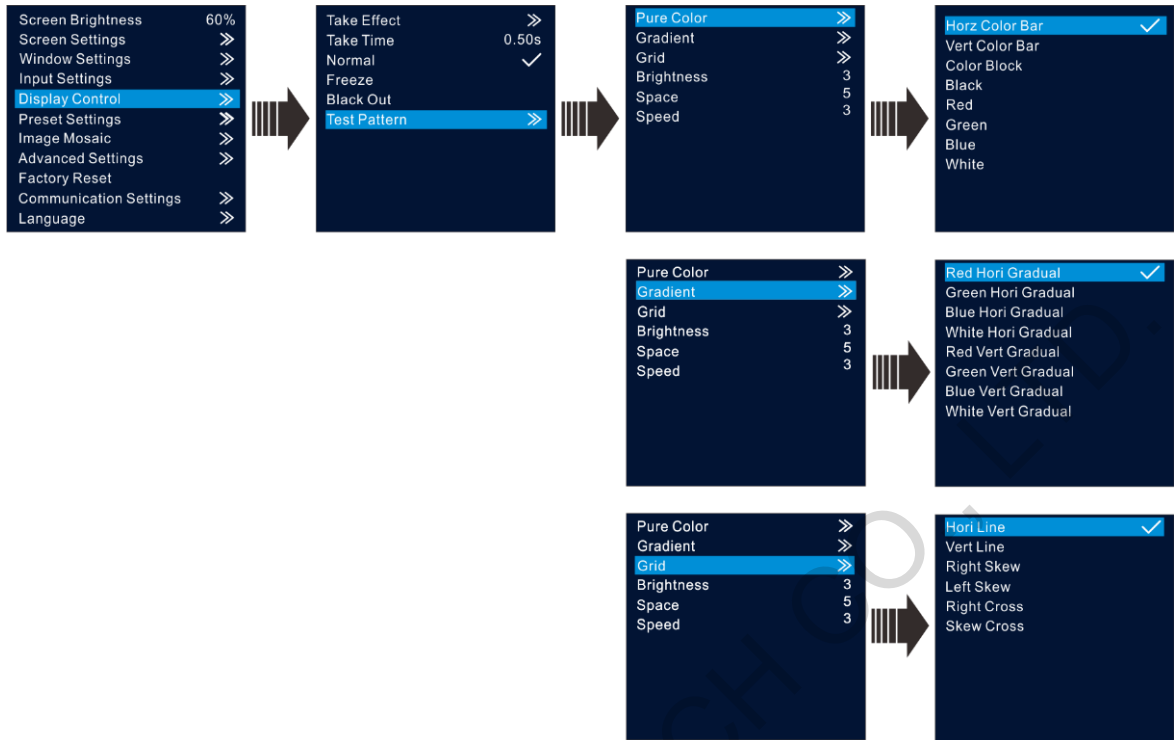 Screen Brightness 60%
Screen Settings
Window Settings
Input Settings
Display Control
Preset Settings
Image Mosaic
Advanced Settings
Factory Reset
Communication Settings
Language
Take Effect
Take Time 0.50s
Normal
Freeze
Black Out
Test Pattern
Pure Color
Gradient
Grid
Brightness 3
Space 5
Speed 3
Horz Color Bar
Vert Color Bar
Color Block
Black
Red
Green
Blue
White
Pure Color
Gradient
Grid
Brightness 3
Space 5
Speed 3
Red Hori Gradual
Green Hori Gradual
Blue Hori Gradual
White Hori Gradual
Red Vert Gradual
Green Vert Gradual
Blue Vert Gradual
White Vert Gradual
Pure Color
Gradient
Grid
Brightness 3
Space 5
Speed 3
Hori Line
Vert Line
Right Skew
Left Skew
Right Cross
Skew Cross
CH CO., LTD.